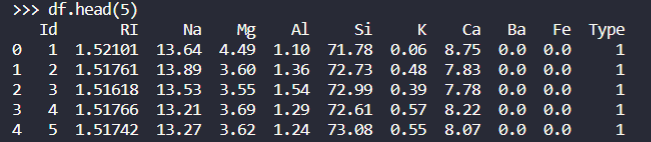 >>> df.head(5)
   Id       RI     Na    Mg    Al     Si     K    Ca   Ba   Fe  Type
0   1  1.52101  13.64  4.49  1.10  71.78  0.06  8.75  0.0  0.0     1
1   2  1.51761  13.89  3.60  1.36  72.73  0.48  7.83  0.0  0.0     1
2   3  1.51618  13.53  3.55  1.54  72.99  0.39  7.78  0.0  0.0     1
3   4  1.51766  13.21  3.69  1.29  72.61  0.57  8.22  0.0  0.0     1
4   5  1.51742  13.27  3.62  1.24  73.08  0.55  8.07  0.0  0.0     1